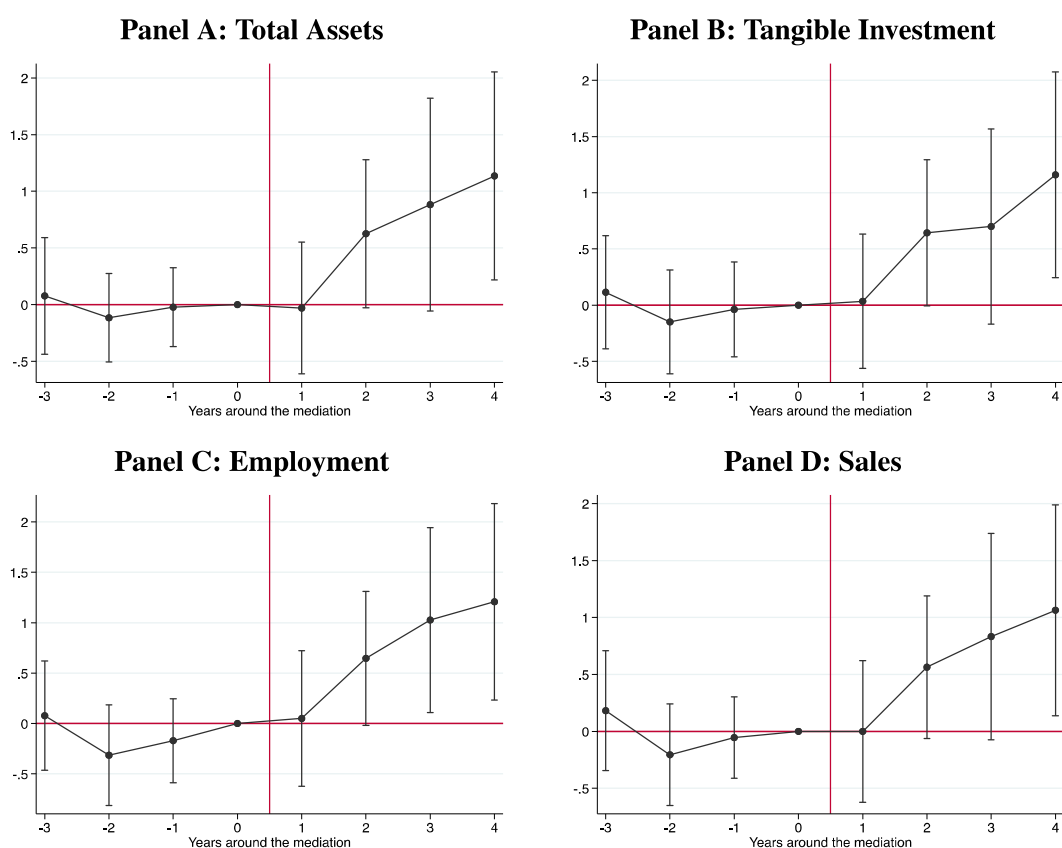 Panel A: Total Assets
2
1.5
1
.5
0
-.5
-3 -2 -1 0 1 2 3 4
Years around the mediation
Panel B: Tangible Investment
2
1.5
1
.5
0
-.5
-3 -2 -1 0 1 2 3 4
Years around the mediation
Panel C: Employment
2
1.5
1
.5
0
-.5
-3 -2 -1 0 1 2 3 4
Years around the mediation
Panel D: Sales
2
1.5
1
.5
0
-.5
-3 -2 -1 0 1 2 3 4
Years around the mediation